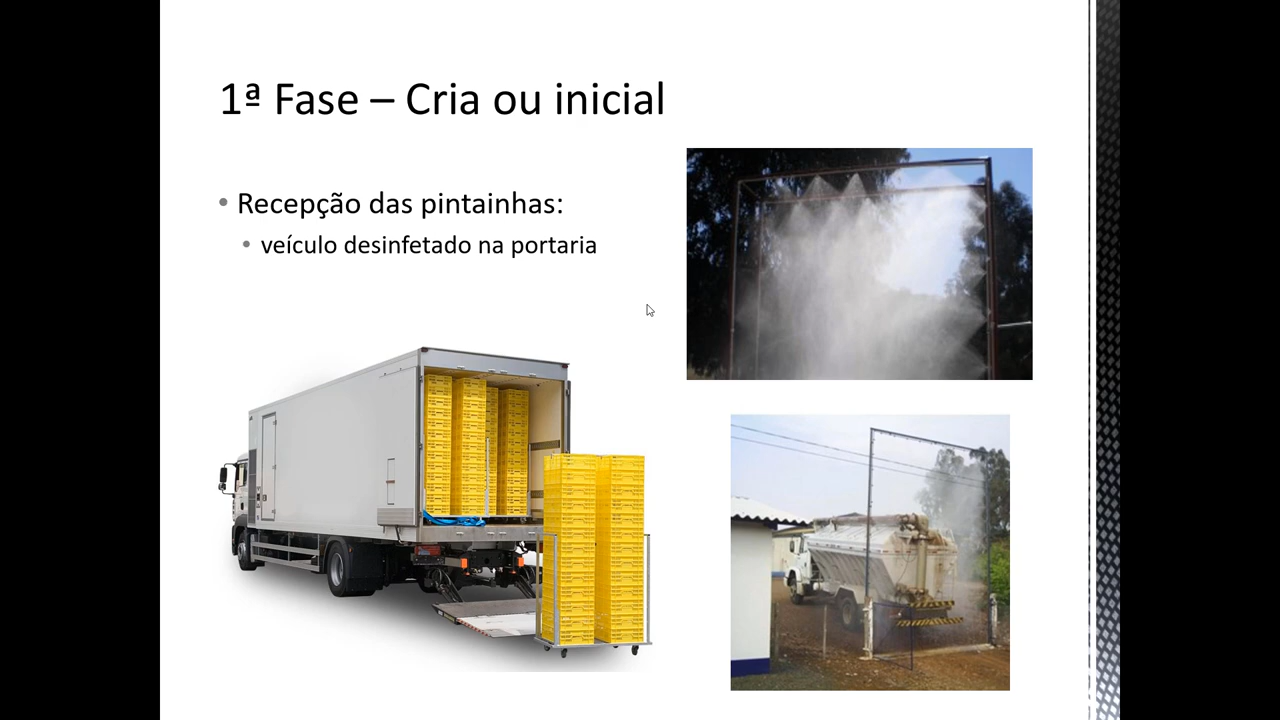 1ª Fase – Cria ou inicial
• Recepção das pintainhas:
• veículo desinfetado na portaria